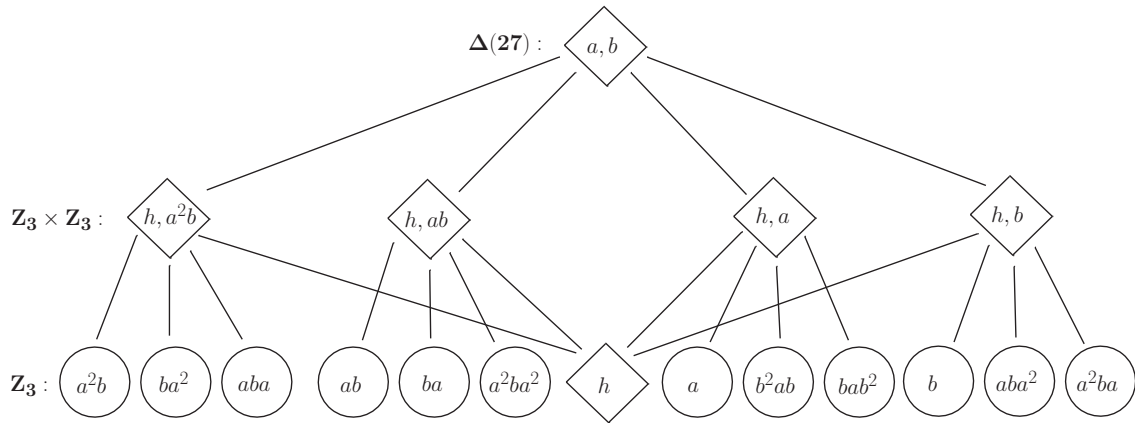 Δ(27) : a, b
Z₃ × Z₃ : h, a²b h, ab h, a h, b
Z₃ : a²b ba² aba ab ba a²ba² h a b²ab bab² b aba² a²ba